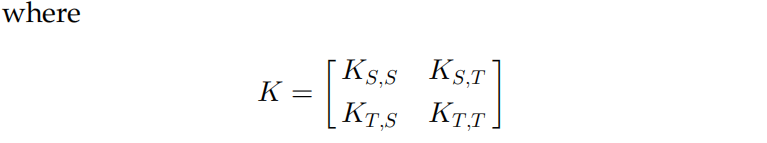 where
K = [ K_{S,S} K_{S,T}
K_{T,S} K_{T,T} ]